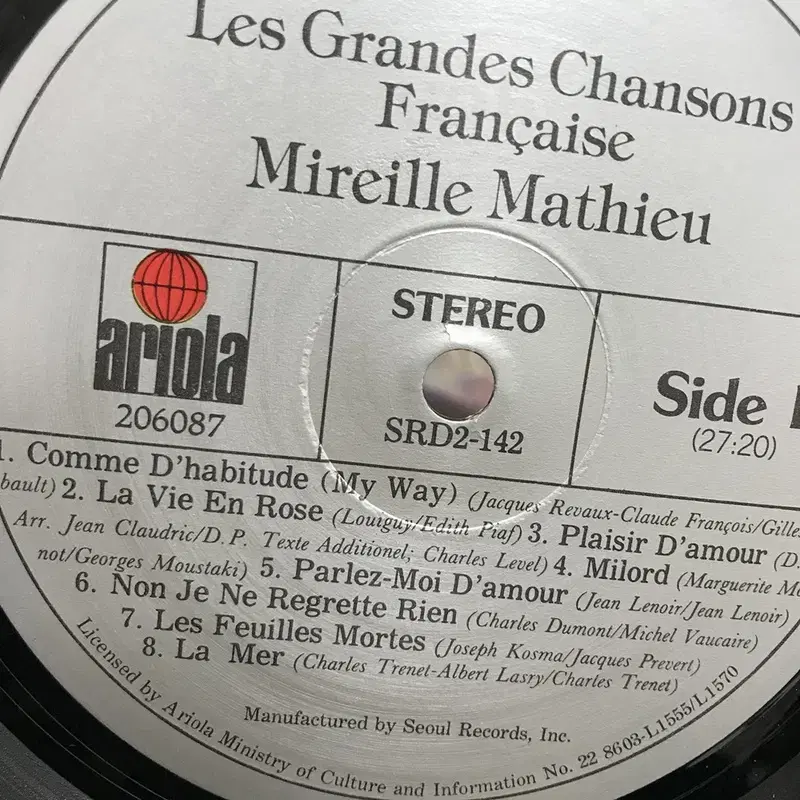 Les Grandes Chansons
Française
Mireille Mathieu
ariola
206087
STEREO
SRD2-142
Side
(27:20)
1. Comme D'habitude (My Way) (Jacques Revaux-Claude François/Gilles
bault) 2. La Vie En Rose (Louiguy/Edith Piaf) 3. Plaisir D'amour (D.
Arr. Jean Claudric/D.P. Texte Additionel; Charles Level) 4. Milord (Marguerite
not/Georges Moustaki) 5. Parlez-Moi D'amour (Jean Lenoir/Jean Lenoir)
6. Non Je Ne Regrette Rien (Charles Dumont/Michel Vaucaire)
7. Les Feuilles Mortes (Joseph Kosma/Jacques Prevert)
8. La Mer (Charles Trenet-Albert Lasry/Charles Trenet)
Manufactured by Seoul Records, Inc.
Licensed by Ariola Ministry of Culture and Information No. 22 8603-L1555/L1570